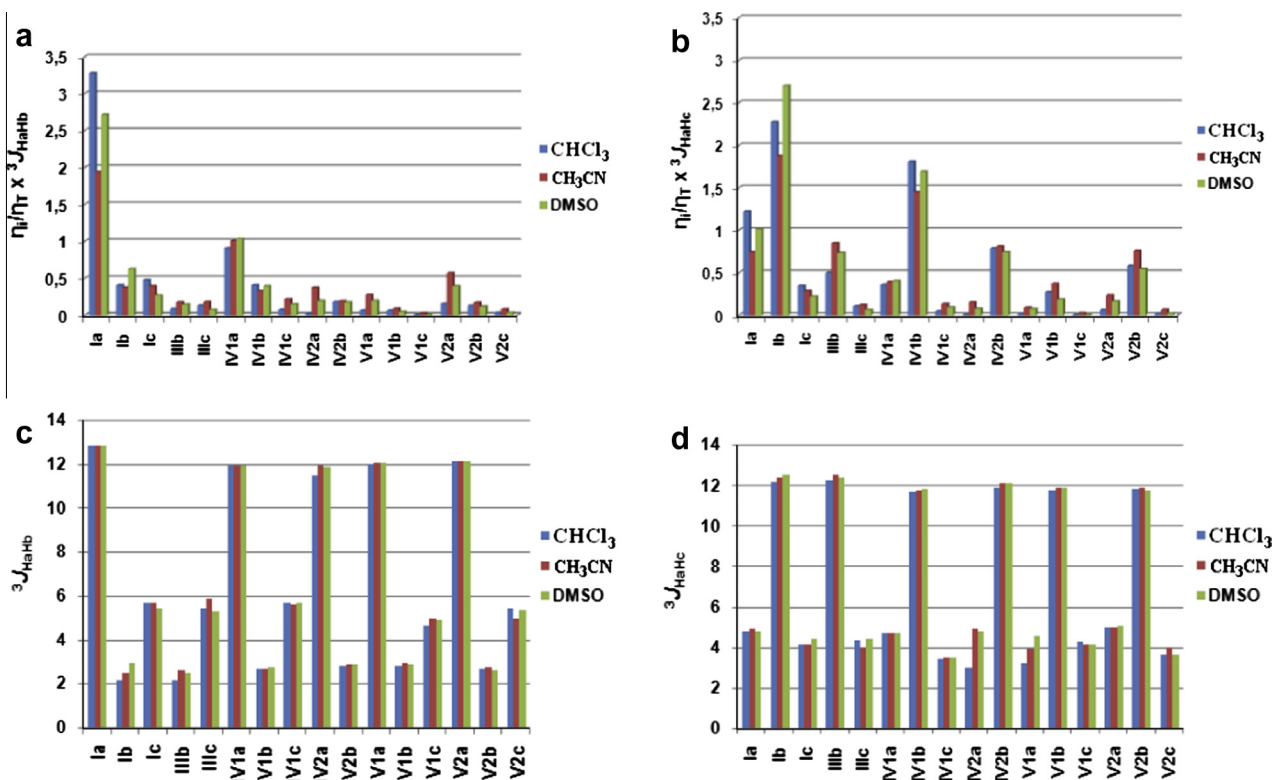 a
ηi/ηT x ³JHaHb
3,5
3
2,5
2
1,5
1
0,5
0
Ia Ib Ic IIIb IIIc IV1a IV1b IV1c IV2a IV2b V1a V1b V1c V2a V2b V2c
CHCl₃
CH₃CN
DMSO
b
ηi/ηT x ³JHaHc
3,5
3
2,5
2
1,5
1
0,5
0
Ia Ib Ic IIIb IIIc IV1a IV1b IV1c IV2a IV2b V1a V1b V1c V2a V2b V2c
CHCl₃
CH₃CN
DMSO
c
³JHaHb
14
12
10
8
6
4
2
0
Ia Ib Ic IIIb IIIc IV1a IV1b IV1c IV2a IV2b V1a V1b V1c V2a V2b V2c
CHCl₃
CH₃CN
DMSO
d
³JHaHc
14
12
10
8
6
4
2
0
Ia Ib Ic IIIb IIIc IV1a IV1b IV1c IV2a IV2b V1a V1b V1c V2a V2b V2c
CHCl₃
CH₃CN
DMSO